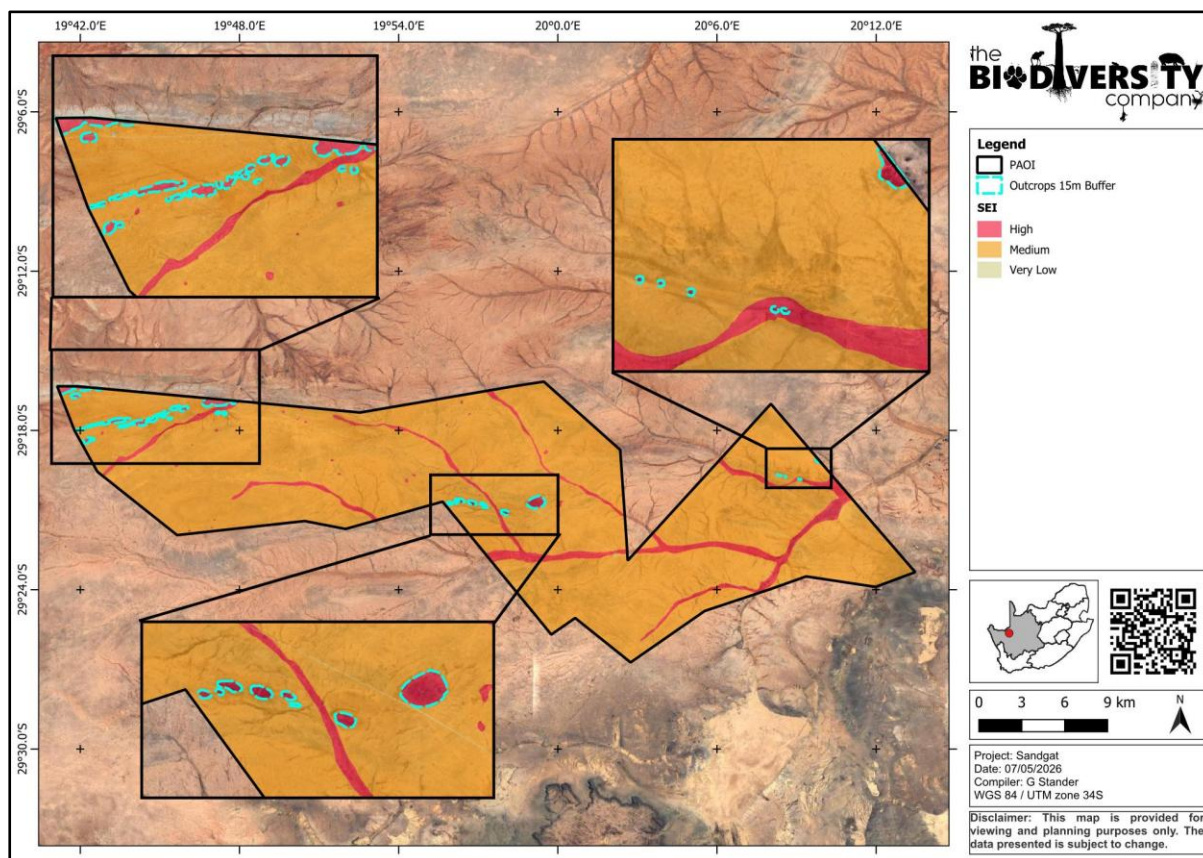 19°42.0'E 19°48.0'E 19°54.0'E 20°0.0'E 20°6.0'E 20°12.0'E
29°6.0'S
29°12.0'S
29°18.0'S
29°24.0'S
29°30.0'S
the
BIODIVERSITY
company
Legend
PAOI
Outcrops 15m Buffer
SEI
High
Medium
Very Low
0 3 6 9 km
N
Project: Sandgat
Date: 07/05/2026
Compiler: G Stander
WGS 84 / UTM zone 34S
Disclaimer: This map is provided for
viewing and planning purposes only. The
data presented is subject to change.